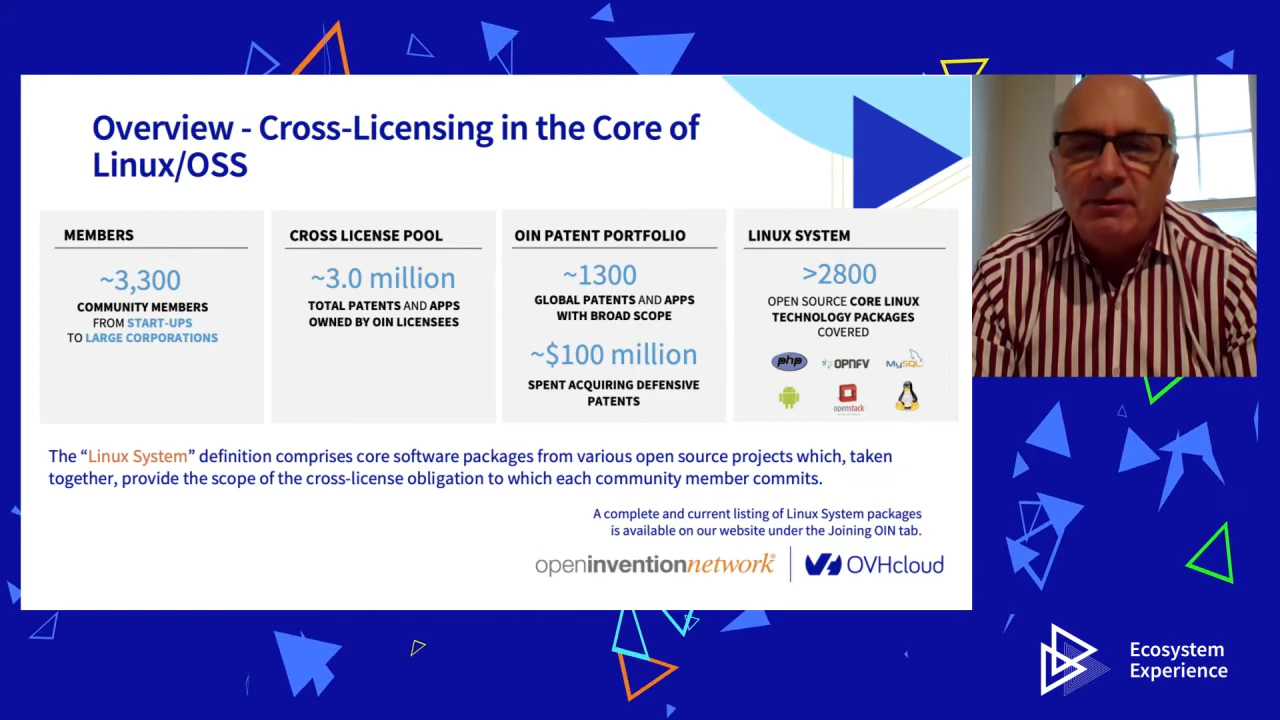 Overview - Cross-Licensing in the Core of
Linux/OSS
MEMBERS
~3,300
COMMUNITY MEMBERS
FROM START-UPS
TO LARGE CORPORATIONS
CROSS LICENSE POOL
~3.0 million
TOTAL PATENTS AND APPS
OWNED BY OIN LICENSEES
OIN PATENT PORTFOLIO
~1300
GLOBAL PATENTS AND APPS
WITH BROAD SCOPE
~$100 million
SPENT ACQUIRING DEFENSIVE
PATENTS
LINUX SYSTEM
>2800
OPEN SOURCE CORE LINUX
TECHNOLOGY PACKAGES
COVERED
php OPNFV MySQL
openstack
The “Linux System” definition comprises core software packages from various open source projects which, taken
together, provide the scope of the cross-license obligation to which each community member commits.
A complete and current listing of Linux System packages
is available on our website under the Joining OIN tab.
openinventionnetwork® OVHcloud
Ecosystem
Experience